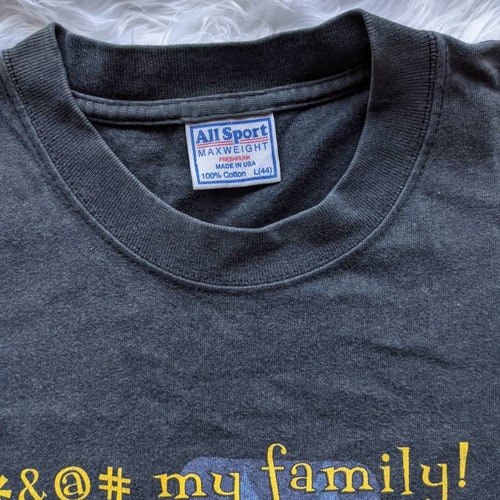 All Sport
MAXWEIGHT
PRESHRUNK
MADE IN USA
100% Cotton L(44)
*&@# my family!